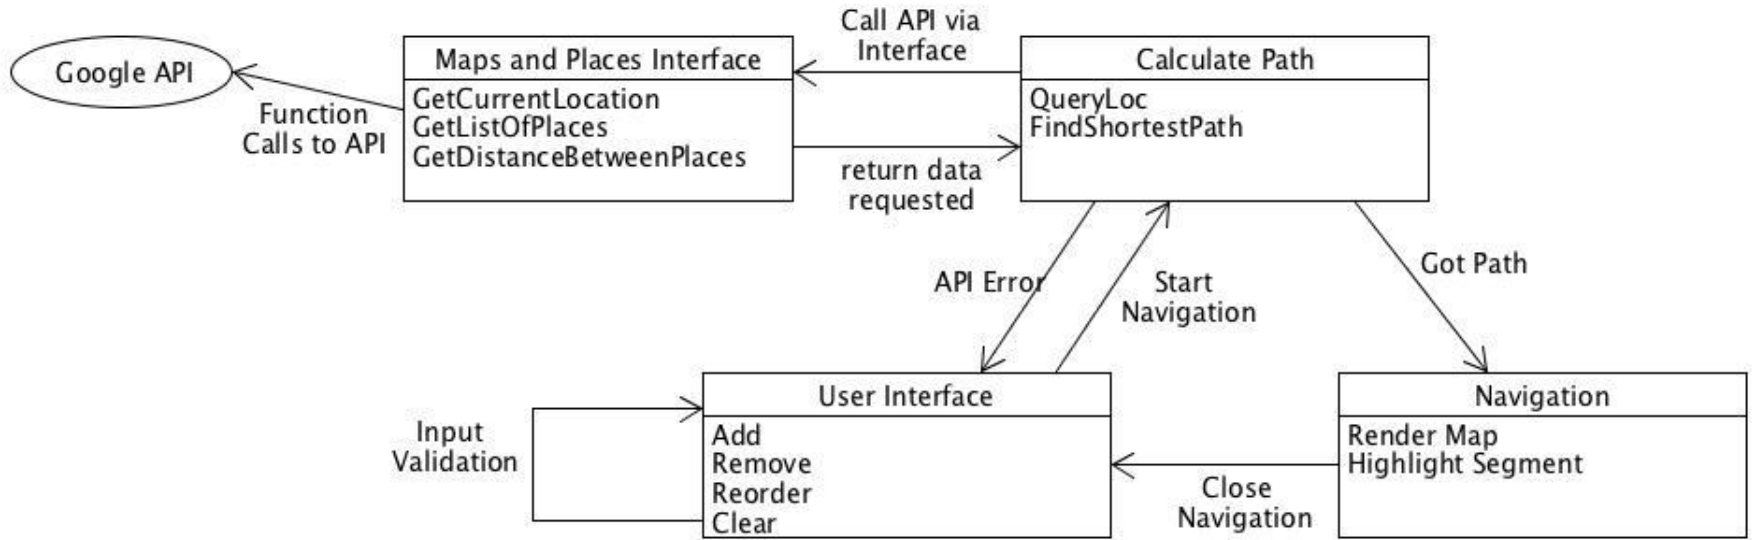 Google API
Function
Calls to API
Maps and Places Interface
GetCurrentLocation
GetListOfPlaces
GetDistanceBetweenPlaces
Call API via
Interface
return data
requested
Calculate Path
QueryLoc
FindShortestPath
API Error
Start
Navigation
Got Path
Input
Validation
User Interface
Add
Remove
Reorder
Clear
Close
Navigation
Navigation
Render Map
Highlight Segment